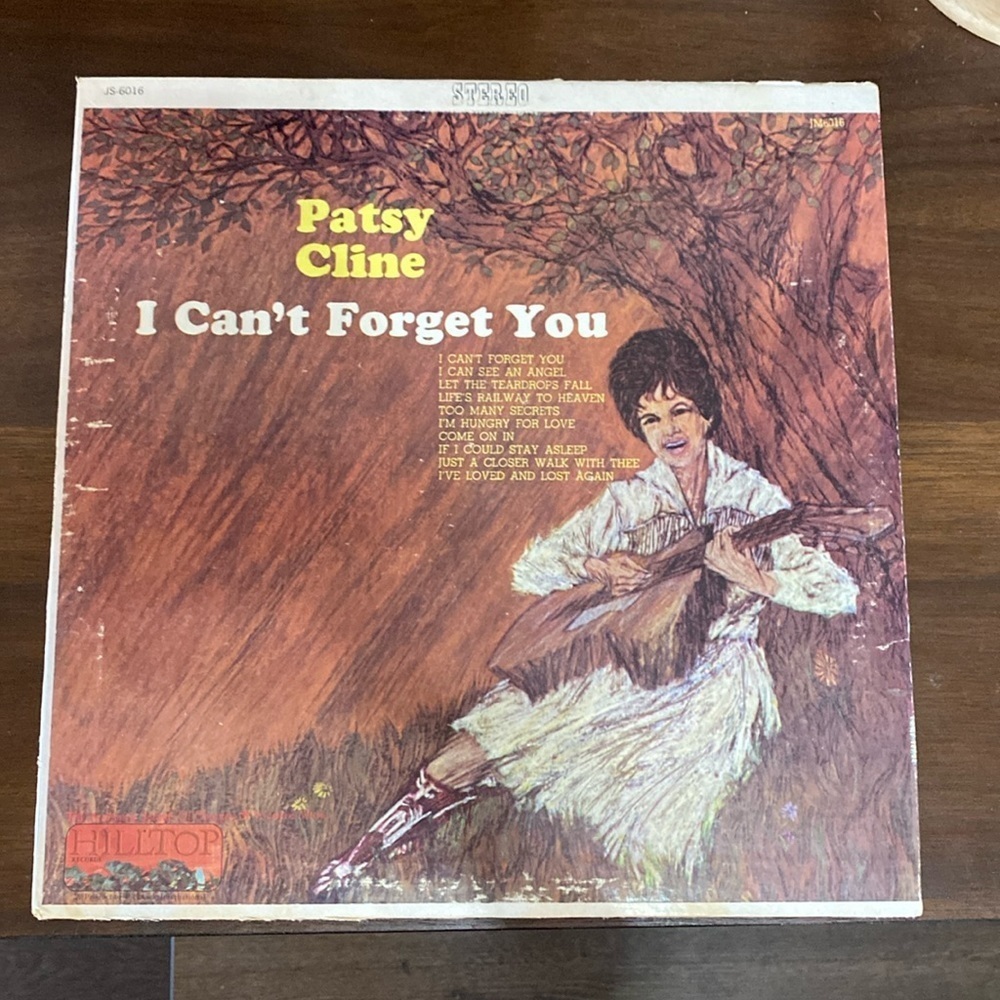 JS-6016
STEREO
JM6016
Patsy
Cline
I Can't Forget You
I CAN'T FORGET YOU
I CAN SEE AN ANGEL
LET THE TEARDROPS FALL
LIFE'S RAILWAY TO HEAVEN
TOO MANY SECRETS
I'M HUNGRY FOR LOVE
COME ON IN
IF I COULD STAY ASLEEP
JUST A CLOSER WALK WITH THEE
I'VE LOVED AND LOST AGAIN
HILLTOP
RECORDS